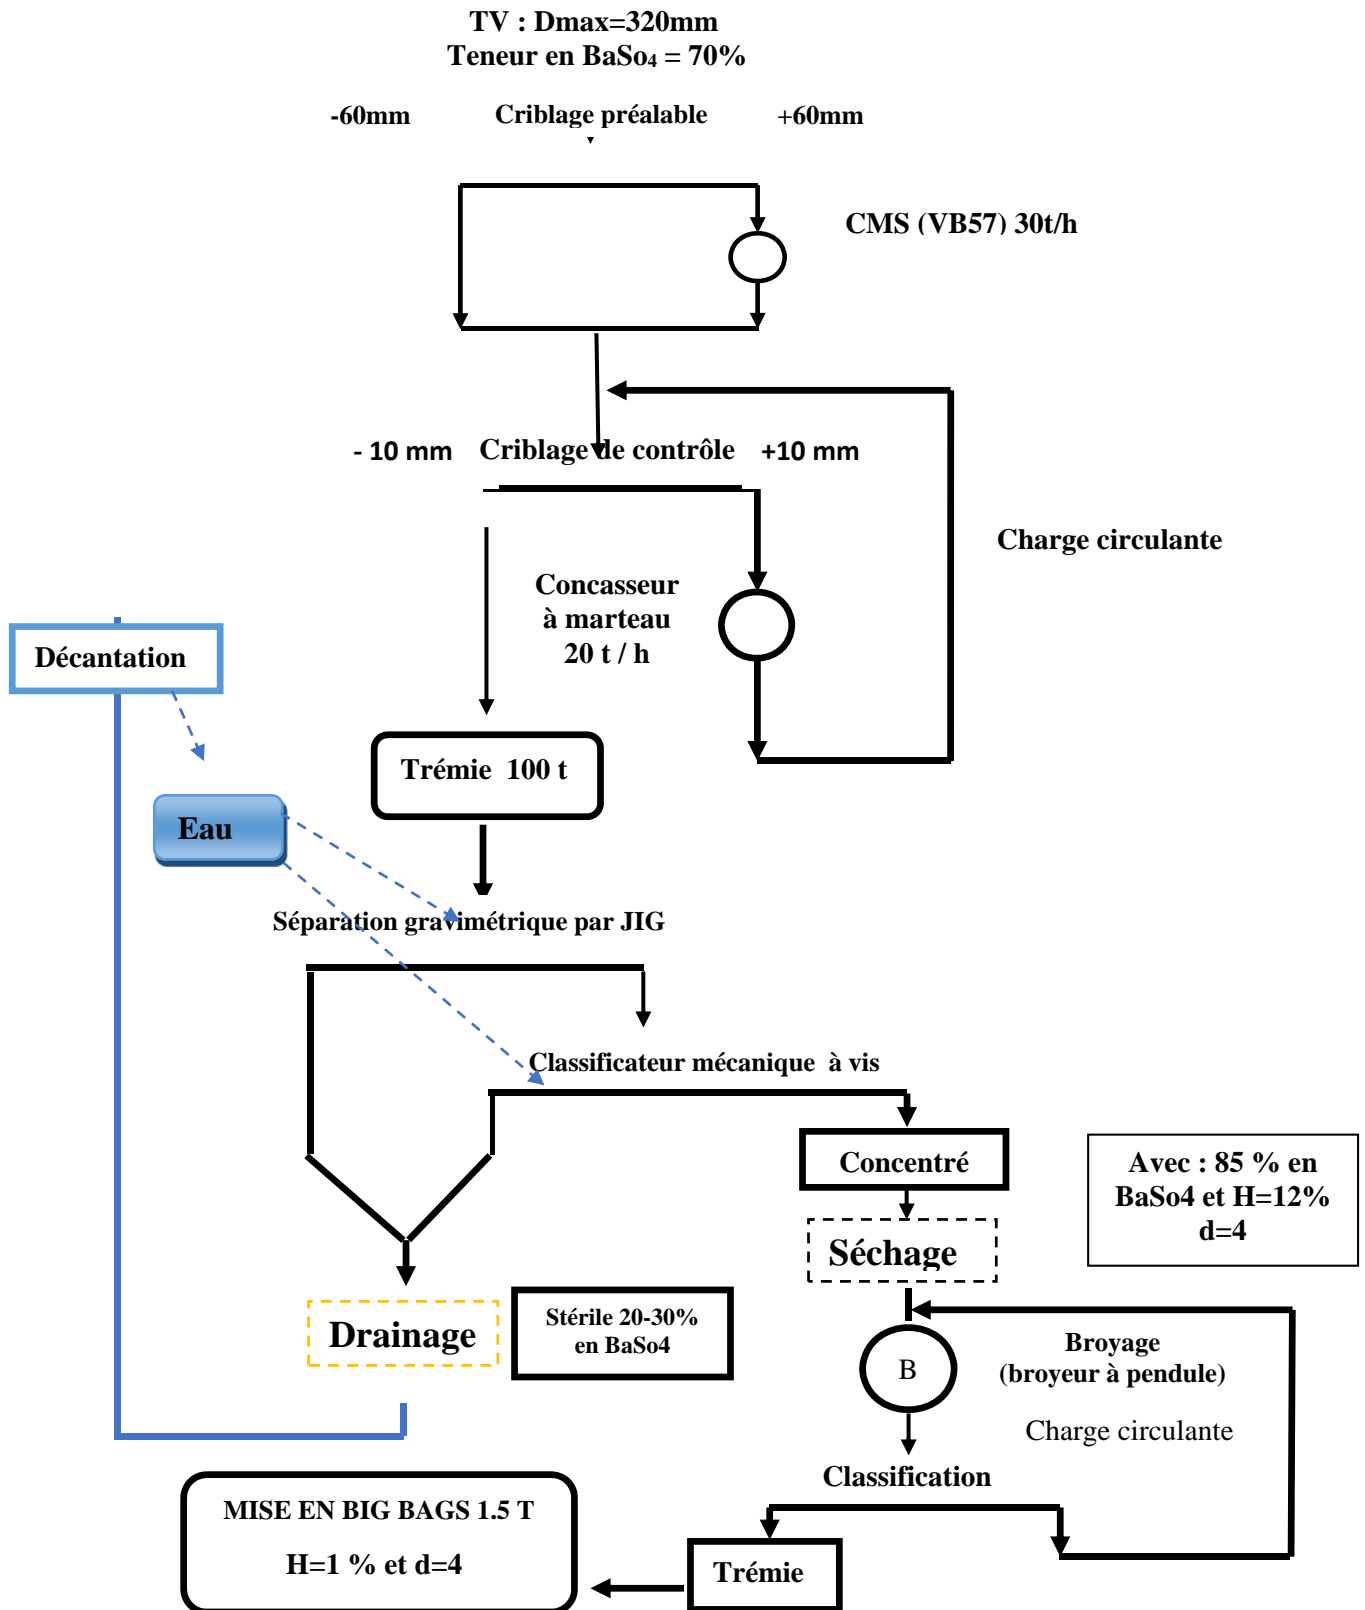 TV : Dmax=320mm
Teneur en BaSo₄ = 70%
-60mm Criblage préalable +60mm
CMS (VB57) 30t/h
- 10 mm Criblage de contrôle +10 mm
Charge circulante
Concasseur
à marteau
20 t / h
Décantation
Trémie 100 t
Eau
Séparation gravimétrique par JIG
Classificateur mécanique à vis
Concentré
Avec : 85 % en
BaSo4 et H=12%
d=4
Séchage
Stérile 20-30%
en BaSo4
Drainage
B
Broyage
(broyeur à pendule)
Charge circulante
Classification
MISE EN BIG BAGS 1.5 T
H=1 % et d=4
Trémie